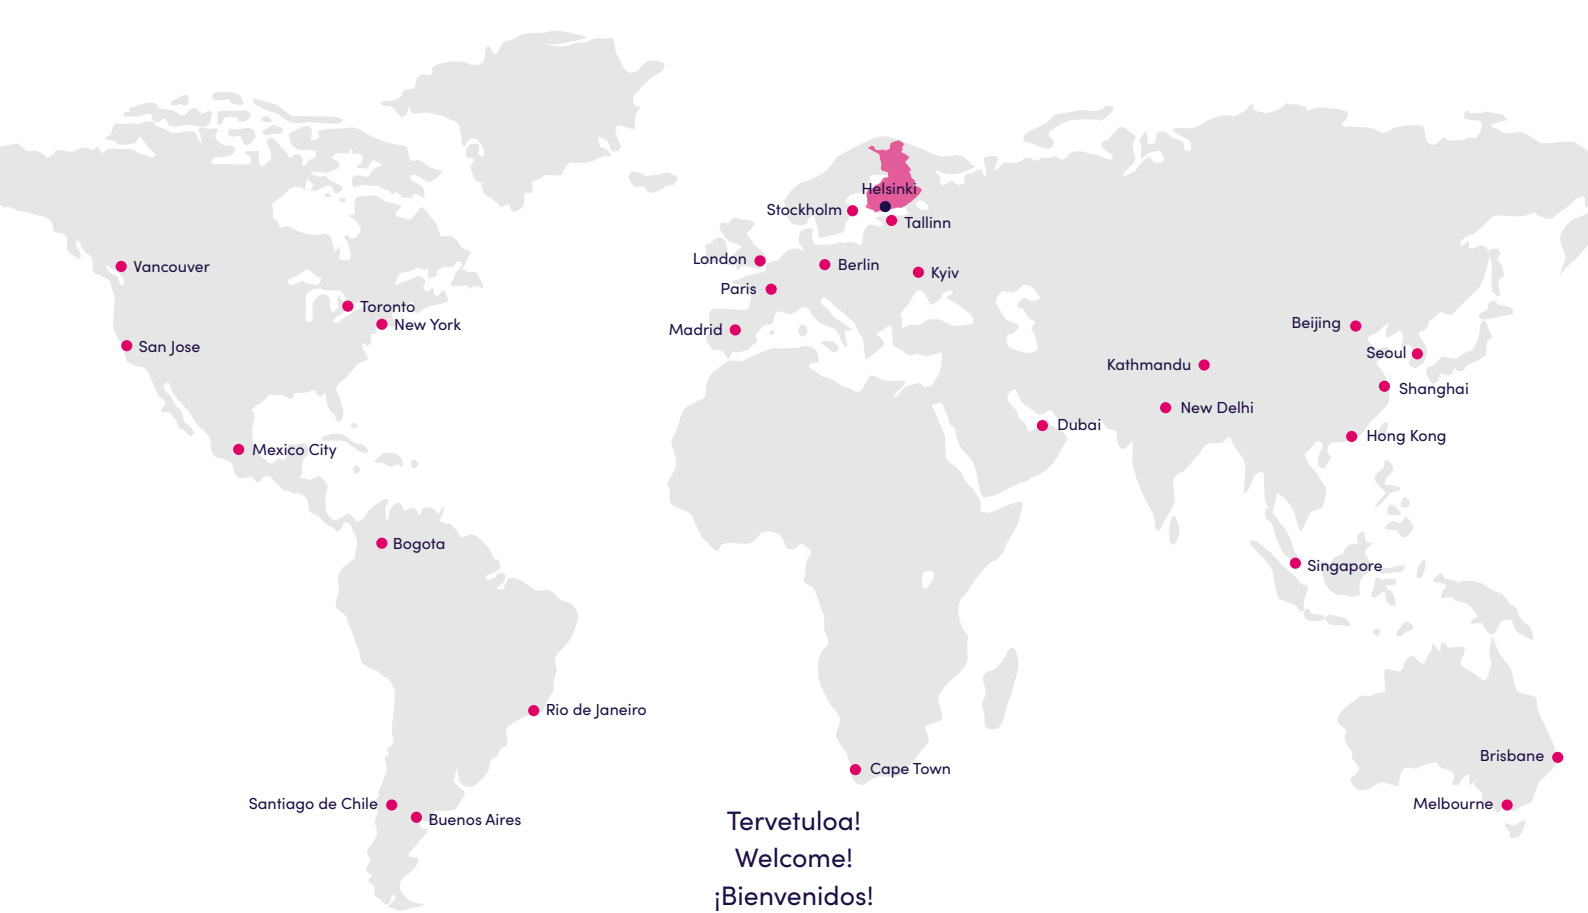 Helsinki
Stockholm
Tallinn
London
Berlin
Vancouver
Kyiv
Paris
Toronto
New York
Madrid
Beijing
San Jose
Seoul
Kathmandu
Shanghai
New Delhi
Dubai
Hong Kong
Mexico City
Bogota
Singapore
Rio de Janeiro
Brisbane
Cape Town
Santiago de Chile
Melbourne
Buenos Aires
Tervetuloa!
Welcome!
¡Bienvenidos!